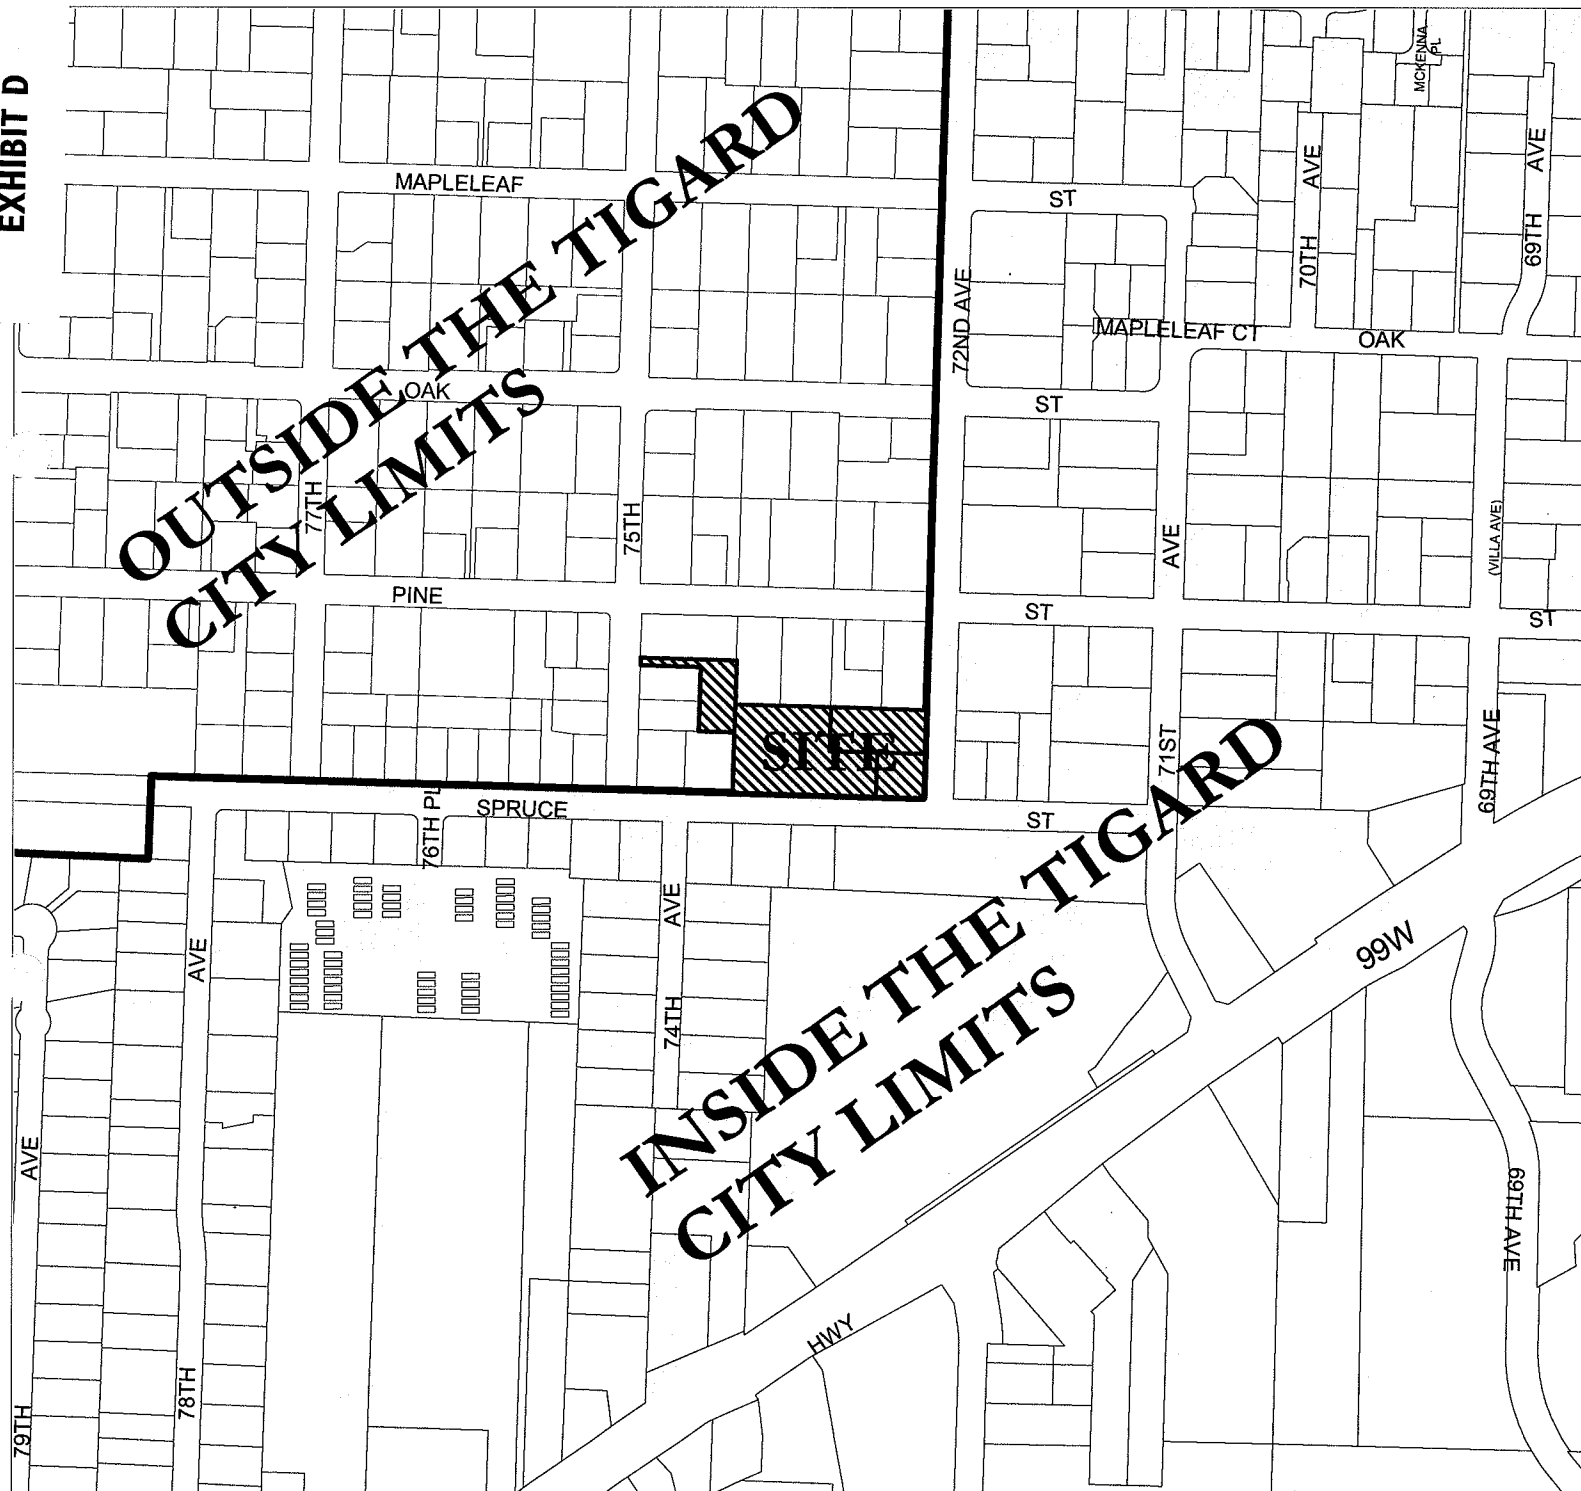 EXHIBIT D
MCKENNA
PL
OUTSIDE THE TIGARD
CITY LIMITS
MAPLELEAF
ST
70TH AVE
69TH AVE
72ND AVE
MAPLELEAF CT
OAK
OAK
ST
77TH
75TH
AVE
(VILLA AVE)
PINE
ST
ST
SITE
71ST
69TH AVE
76TH PL
SPRUCE
ST
INSIDE THE TIGARD
CITY LIMITS
AVE
74TH
AVE
99W
HWY
AVE
79TH
78TH
69TH AVE